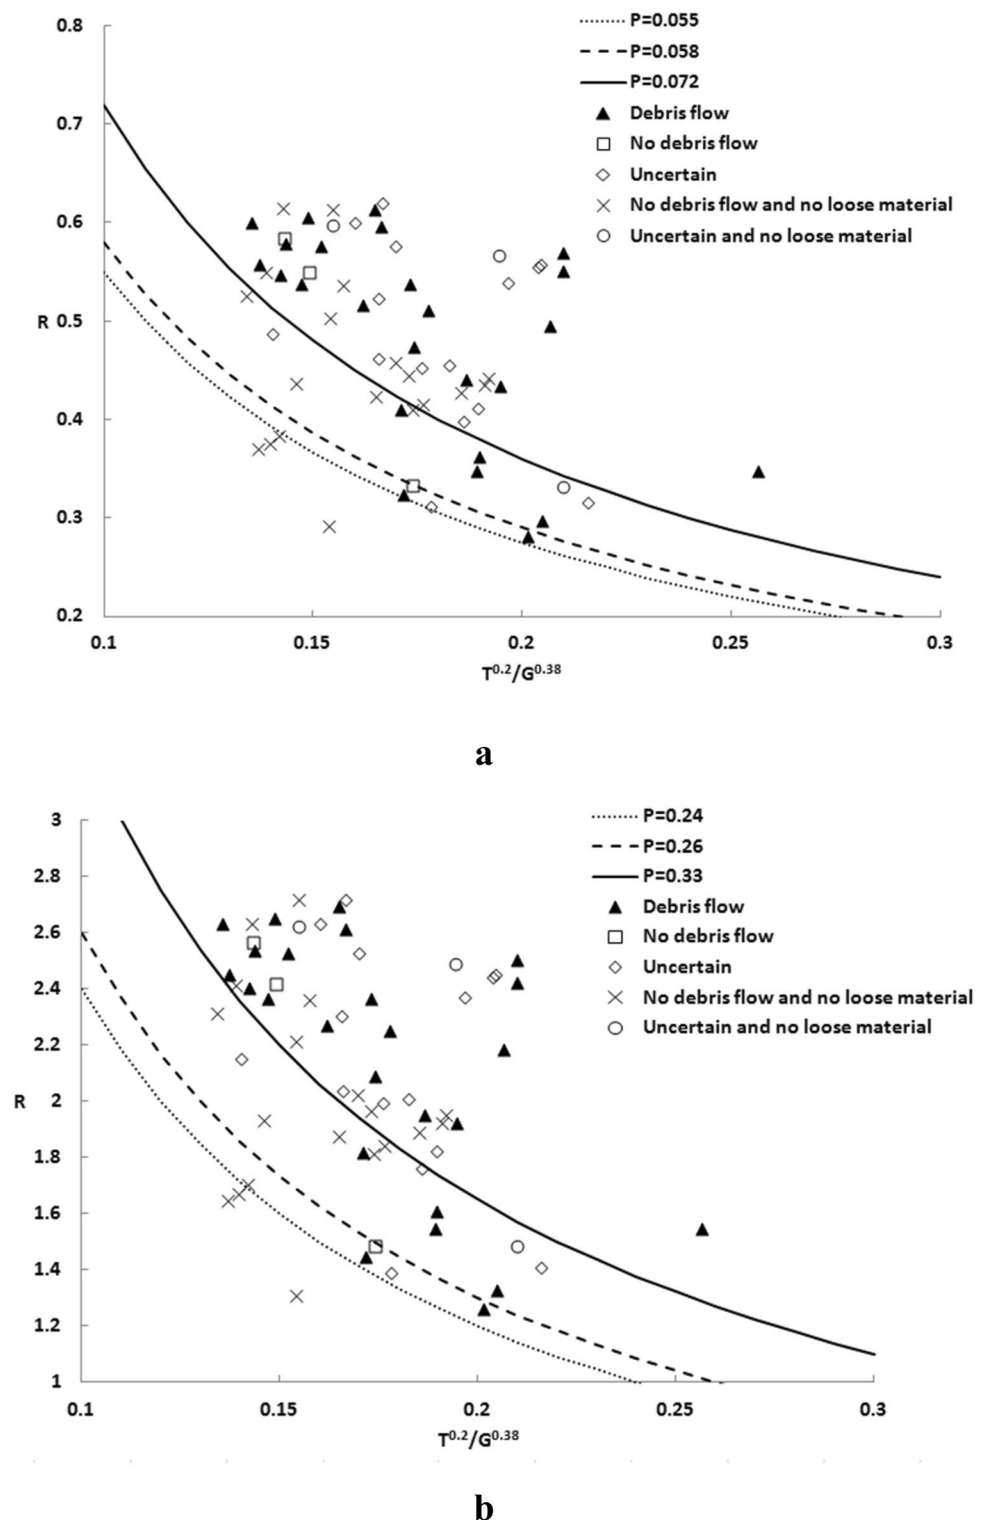 P=0.055
P=0.058
P=0.072
Debris flow
No debris flow
Uncertain
No debris flow and no loose material
Uncertain and no loose material
0.8
0.7
0.6
R 0.5
0.4
0.3
0.2
0.1 0.15 0.2 0.25 0.3
T^0.2/G^0.38
a
P=0.24
P=0.26
P=0.33
Debris flow
No debris flow
Uncertain
No debris flow and no loose material
Uncertain and no loose material
3
2.8
2.6
2.4
2.2
R 2
1.8
1.6
1.4
1.2
1
0.1 0.15 0.2 0.25 0.3
T^0.2/G^0.38
b